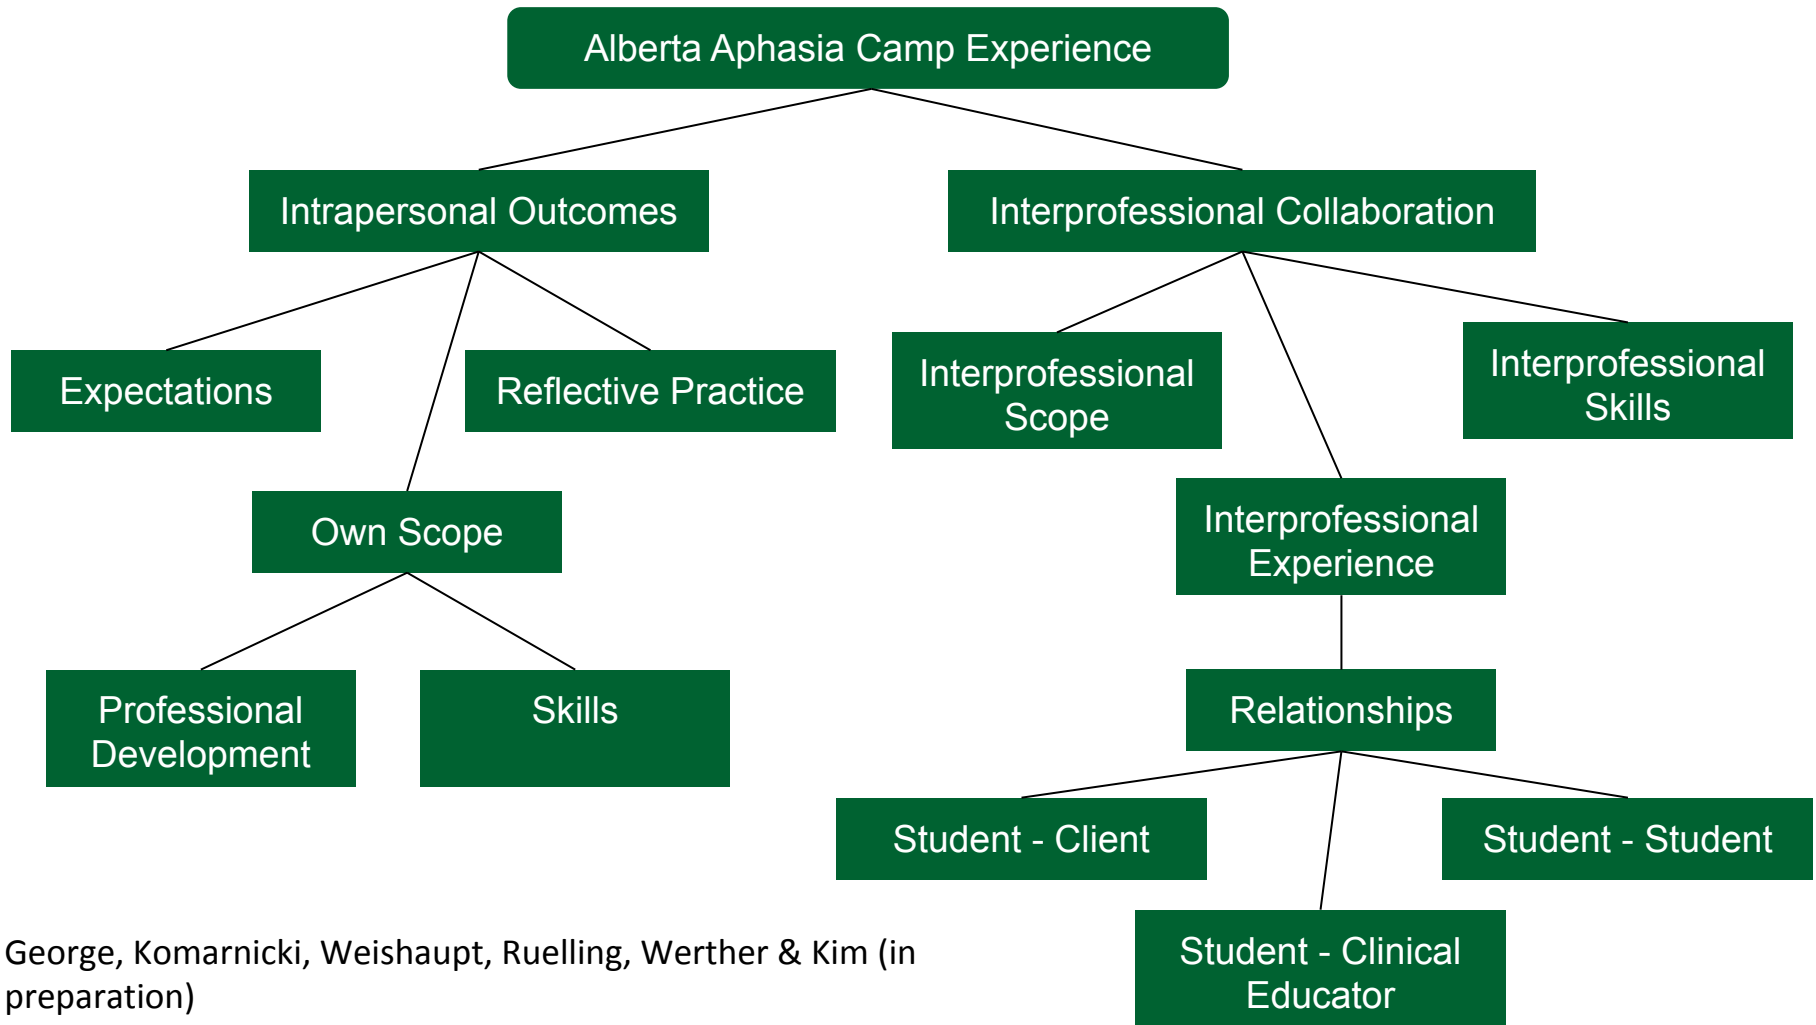 Alberta Aphasia Camp Experience
Intrapersonal Outcomes
Interprofessional Collaboration
Expectations
Reflective Practice
Interprofessional
Scope
Interprofessional
Skills
Own Scope
Interprofessional
Experience
Professional
Development
Skills
Relationships
Student - Client
Student - Student
Student - Clinical
Educator
George, Komarnicki, Weishaupt, Ruelling, Werther & Kim (in
preparation)